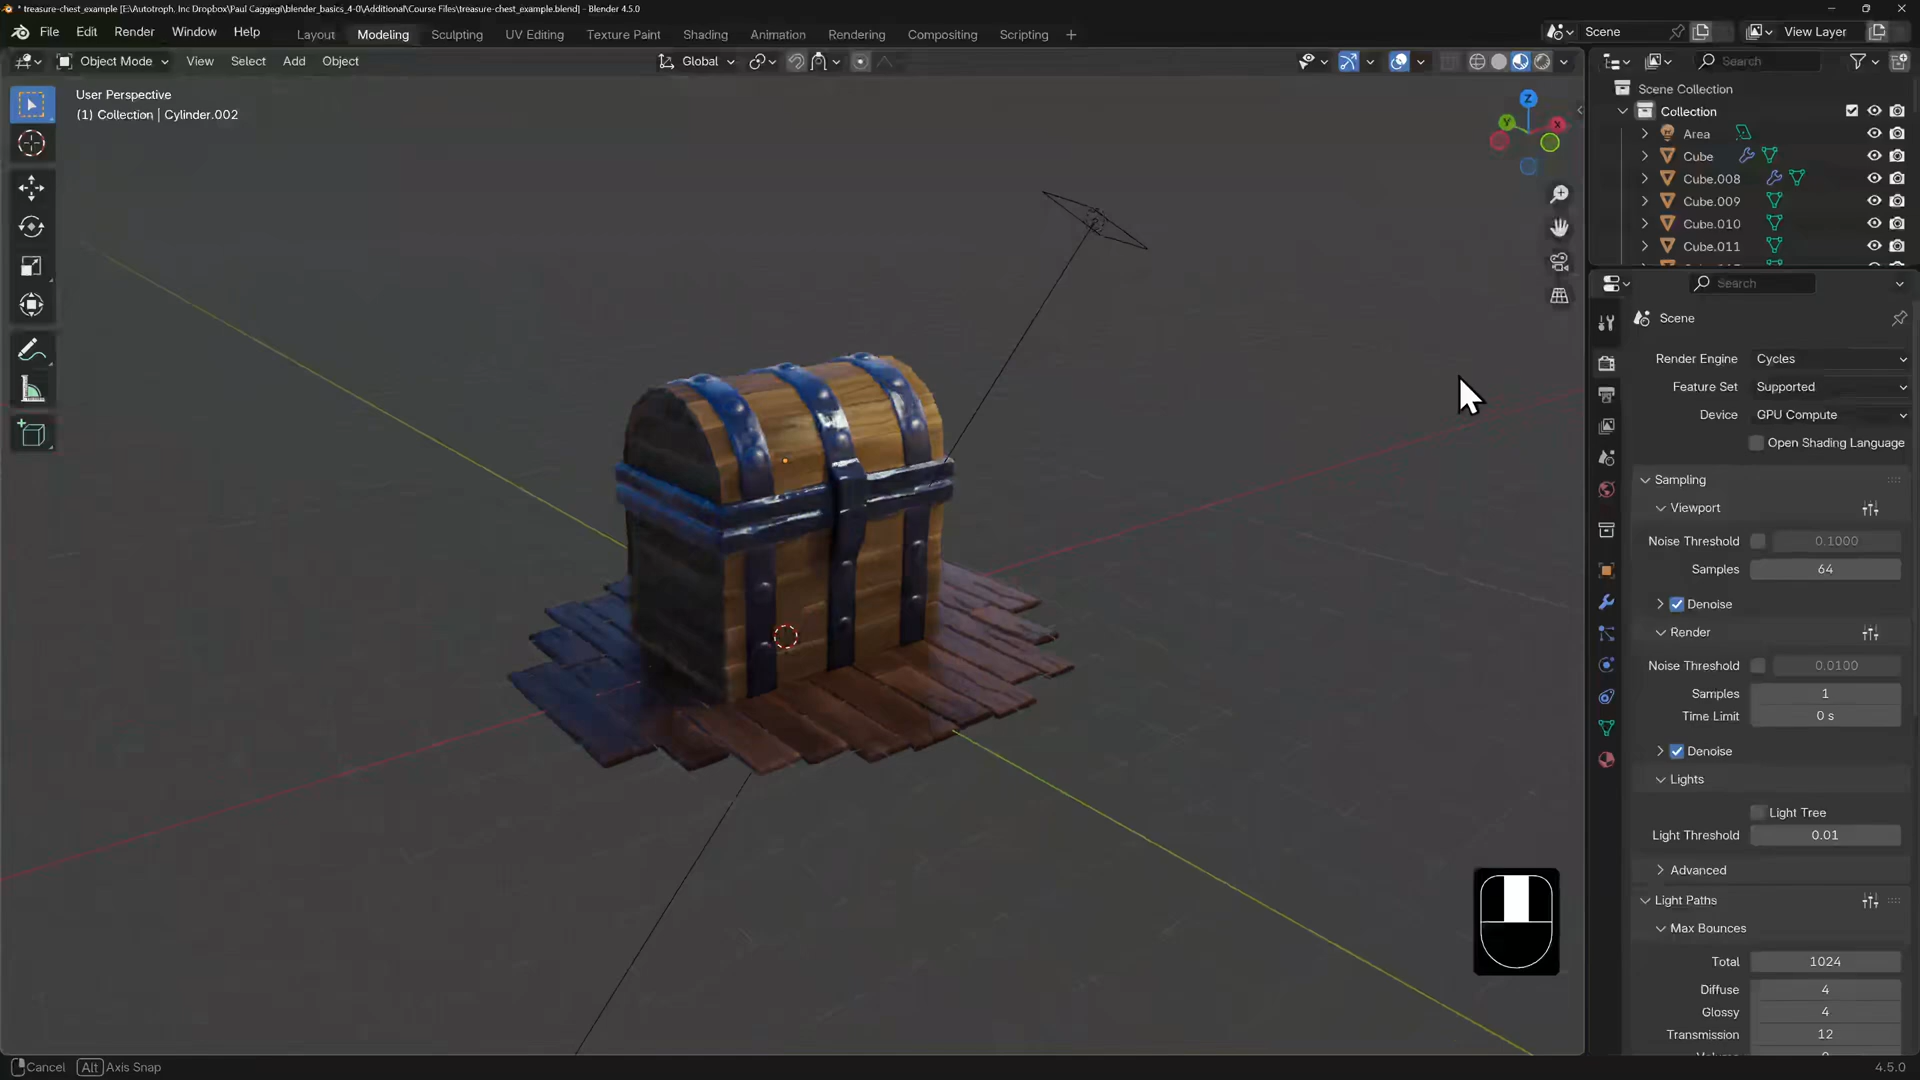 * treasure-chest_example [E:\Autotroph. Inc Dropbox\Paul Caggegi\blender_basics_4-0\Additional\Course Files\treasure-chest_example.blend] - Blender 4.5.0
File Edit Render Window Help
Layout Modeling Sculpting UV Editing Texture Paint Shading Animation Rendering Compositing Scripting +
Scene
View Layer
Object Mode View Select Add Object
Global
Search
User Perspective
(1) Collection | Cylinder.002
Z
Y
X
Scene Collection
Collection
Area
Cube
Cube.008
Cube.009
Cube.010
Cube.011
Search
Scene
Render Engine Cycles
Feature Set Supported
Device GPU Compute
Open Shading Language
Sampling
Viewport
Noise Threshold 0.1000
Samples 64
Denoise
Render
Noise Threshold 0.0100
Samples 1
Time Limit 0 s
Denoise
Lights
Light Tree
Light Threshold 0.01
Advanced
Light Paths
Max Bounces
Total 1024
Diffuse 4
Glossy 4
Transmission 12
Cancel Alt Axis Snap
4.5.0